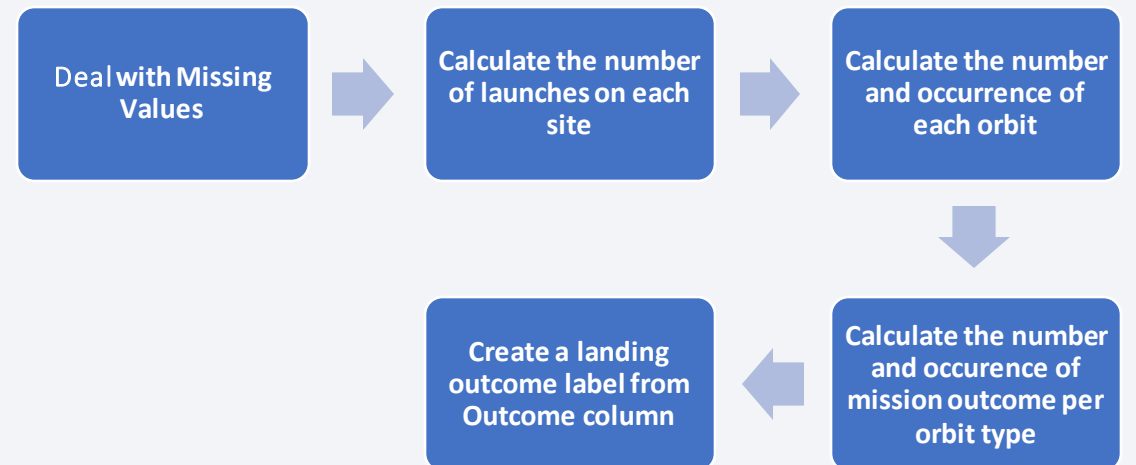 Deal with Missing
Values
Calculate the number
of launches on each
site
Calculate the number
and occurrence of
each orbit
Calculate the number
and occurence of
mission outcome per
orbit type
Create a landing
outcome label from
Outcome column